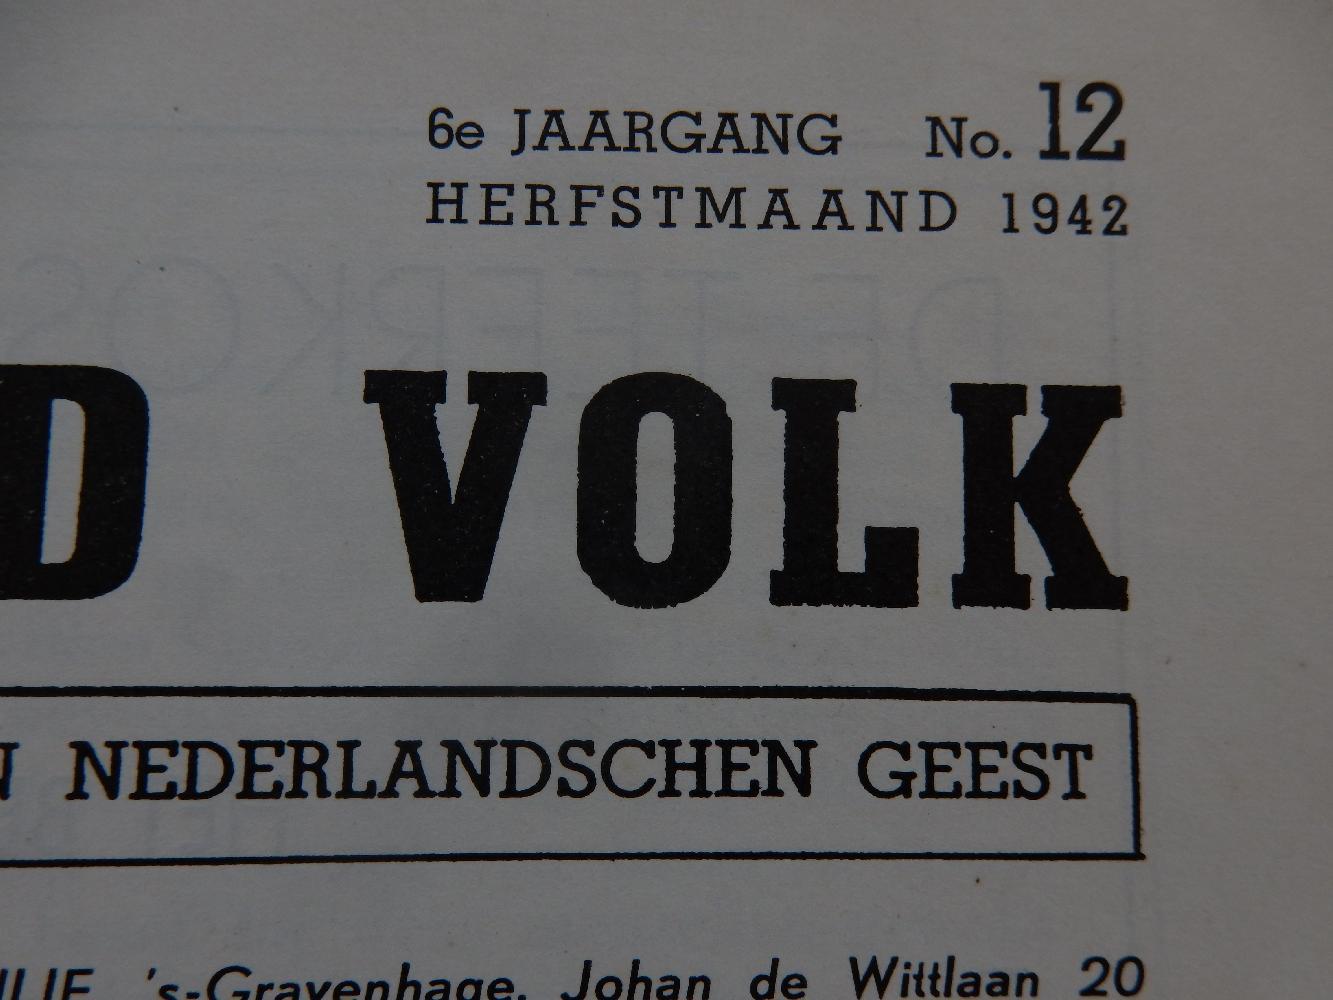 6e JAARGANG No. 12
HERFSTMAAND 1942
D VOLK
N NEDERLANDSCHEN GEEST
's-Gravenhage, Johan de Wittlaan 20